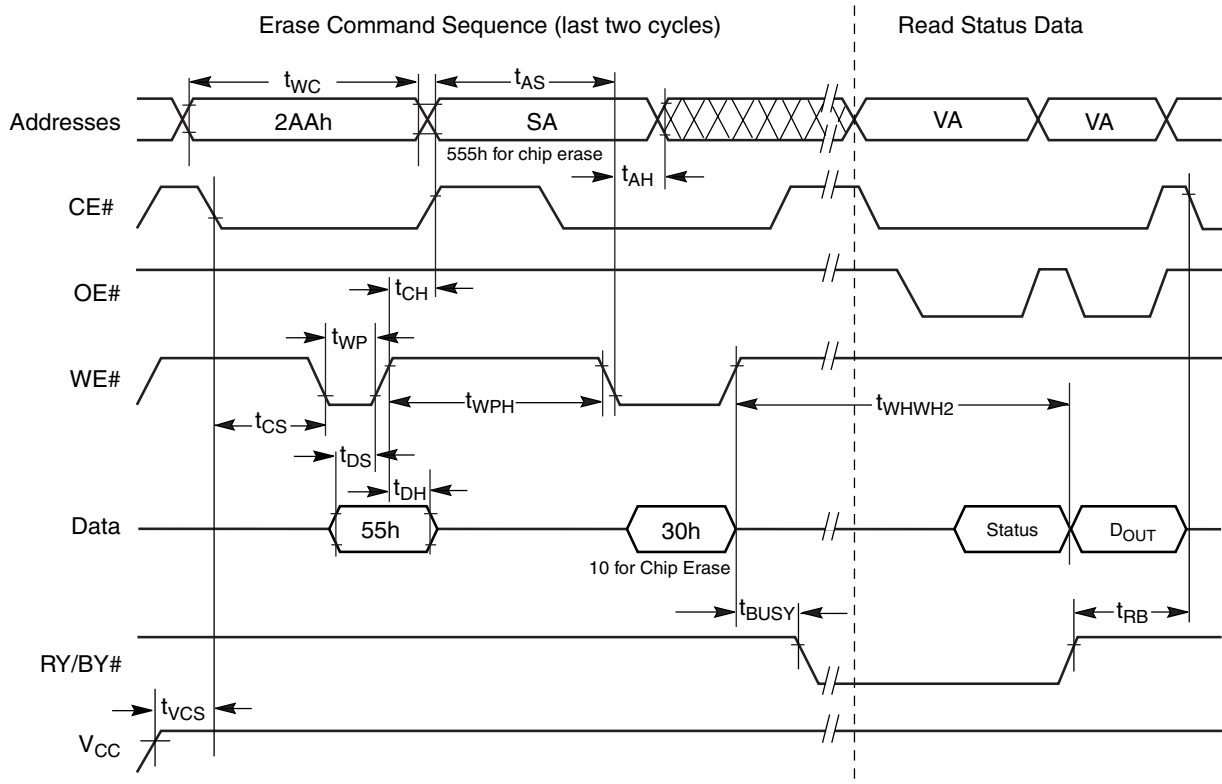 Erase Command Sequence (last two cycles) Read Status Data
tWC tAS
Addresses 2AAh SA VA VA
555h for chip erase
tAH
CE#
OE#
tCH
tWP
WE#
tWPH tWHWH2
tCS
tDS
tDH
Data 55h 30h Status DOUT
10 for Chip Erase
tBUSY tRB
RY/BY#
tVCS
VCC